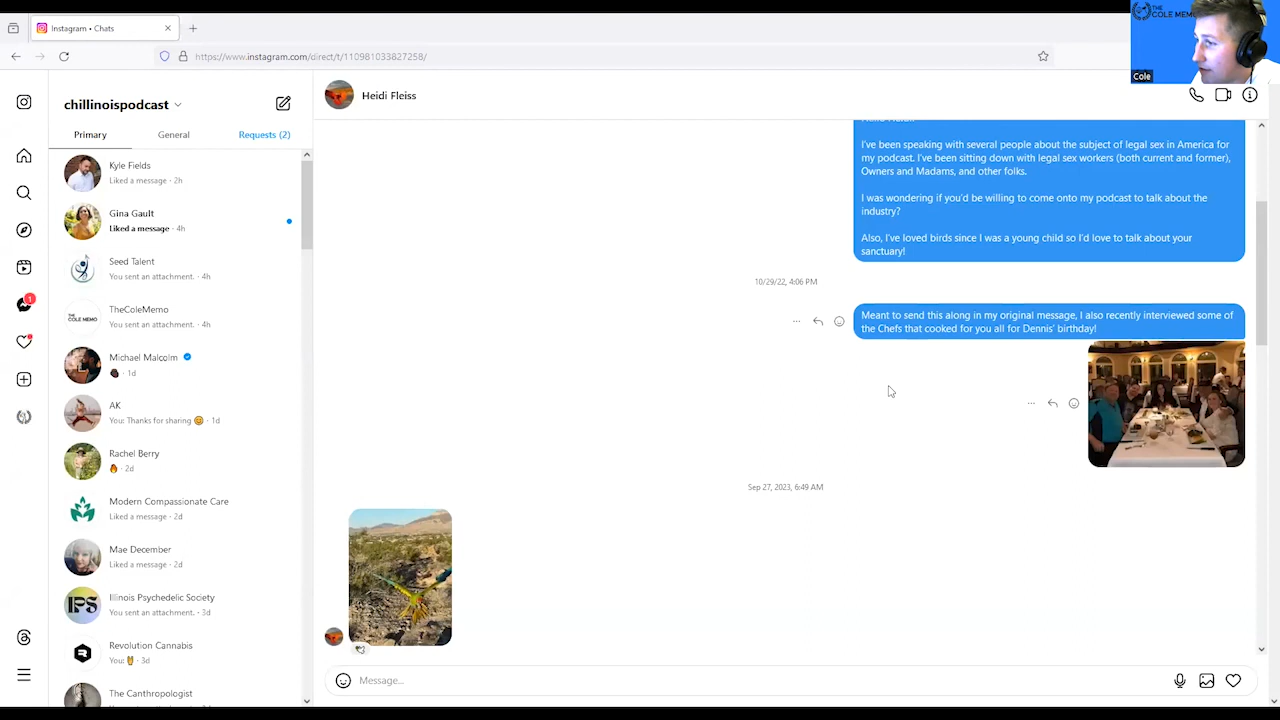 Instagram • Chats
https://www.instagram.com/direct/t/110981033827258/
THE
COLE MEMO
Cole
chillinoispodcast
Primary
General
Requests (2)
Kyle Fields
Liked a message · 2h
Gina Gault
Liked a message · 4h
Seed Talent
You sent an attachment. · 4h
TheColeMemo
You sent an attachment. · 4h
THE
COLE MEMO
Michael Malcolm
· 1d
AK
You: Thanks for sharing 😊 · 1d
Rachel Berry
🔥 · 2d
Modern Compassionate Care
Liked a message · 2d
Mae December
Liked a message · 2d
Illinois Psychedelic Society
You sent an attachment. · 3d
IPS
Revolution Cannabis
You: · 3d
The Canthropologist
1
Heidi Fleiss
I've been speaking with several people about the subject of legal sex in America for
my podcast. I've been sitting down with legal sex workers (both current and former),
Owners and Madams, and other folks.
I was wondering if you'd be willing to come onto my podcast to talk about the
industry?
Also, I've loved birds since I was a young child so I'd love to talk about your
sanctuary!
10/29/22, 4:06 PM
Meant to send this along in my original message, I also recently interviewed some of
the Chefs that cooked for you all for Dennis' birthday!
Sep 27, 2023, 6:49 AM
Message...